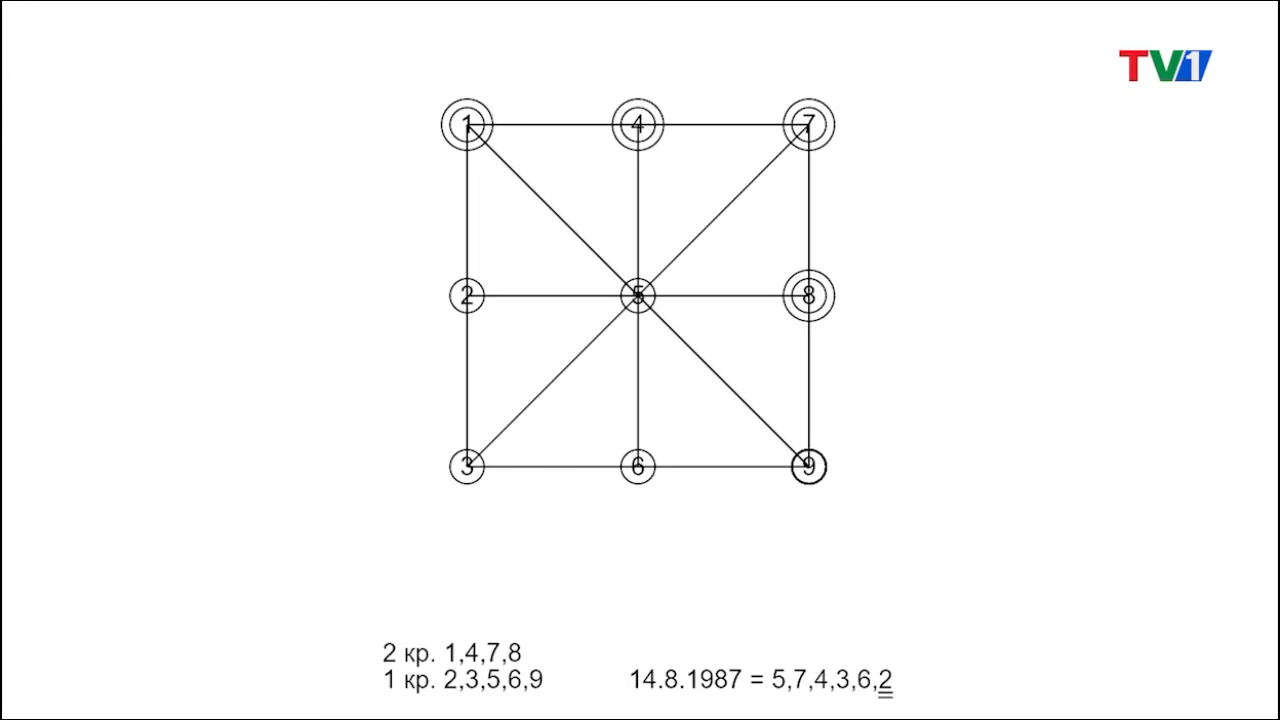 TV1
1 4 7
2 5 8
3 6 9
2 кр. 1,4,7,8
1 кр. 2,3,5,6,9
14.8.1987 = 5,7,4,3,6,2